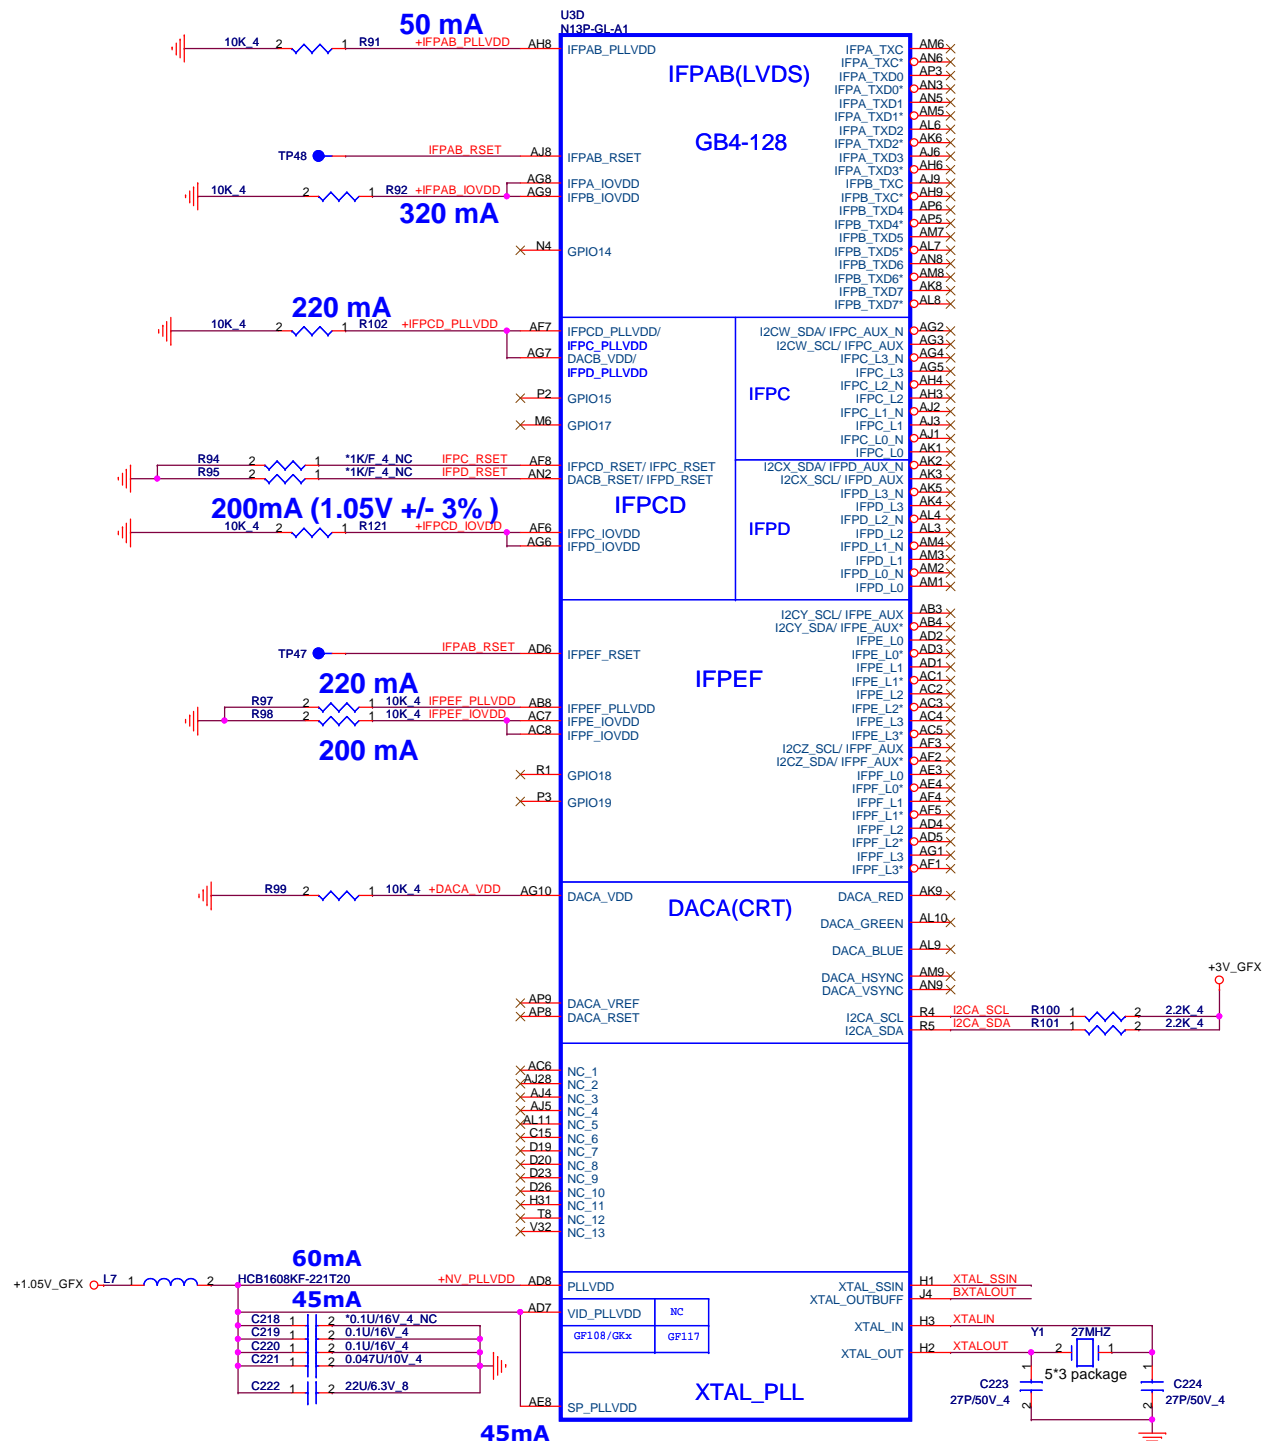 U3D
N13P-GL-A1
50 mA
10K_4 2 1 R91 +IFPAB_PLLVDD AH8 IFPAB_PLLVDD
IFPAB(LVDS)
GB4-128
IFPA_TXC AM6
IFPA_TXC* AN6
IFPA_TXD0 AP3
IFPA_TXD0* AN3
IFPA_TXD1 AN5
IFPA_TXD1* AM5
IFPA_TXD2 AL6
IFPA_TXD2* AK6
IFPA_TXD3 AJ6
IFPA_TXD3* AH6
IFPB_TXC AJ9
IFPB_TXC* AH9
IFPB_TXD4 AP6
IFPB_TXD4* AP5
IFPB_TXD5 AM7
IFPB_TXD5* AL7
IFPB_TXD6 AN8
IFPB_TXD6* AM8
IFPB_TXD7 AK8
IFPB_TXD7* AL8
TP48 IFPAB_RSET AJ8 IFPAB_RSET
AG8 IFPA_IOVDD
10K_4 2 1 R92 +IFPAB_IOVDD AG9 IFPB_IOVDD
320 mA
N4 GPIO14
220 mA
10K_4 2 1 R102 +IFPCD_PLLVDD AF7 IFPCD_PLLVDD/
IFPC_PLLVDD
AG7 DACB_VDD/
IFPD_PLLVDD
P2 GPIO15
M6 GPIO17
R94 2 1 *1K/F_4_NC IFPC_RSET AF8 IFPCD_RSET/ IFPC_RSET
R95 2 1 *1K/F_4_NC IFPD_RSET AN2 DACB_RSET/ IFPD_RSET
IFPCD
200mA (1.05V +/- 3% )
10K_4 2 1 R121 +IFPCD_IOVDD AF6 IFPC_IOVDD
AG6 IFPD_IOVDD
IFPC
I2CW_SDA/ IFPC_AUX_N AG2
I2CW_SCL/ IFPC_AUX AG3
IFPC_L3_N AG4
IFPC_L3 AG5
IFPC_L2_N AH4
IFPC_L2 AH3
IFPC_L1_N AJ2
IFPC_L1 AJ3
IFPC_L0_N AJ1
IFPC_L0 AK1
IFPD
I2CX_SDA/ IFPD_AUX_N AK2
I2CX_SCL/ IFPD_AUX AK3
IFPD_L3_N AK5
IFPD_L3 AK4
IFPD_L2_N AL4
IFPD_L2 AL3
IFPD_L1_N AM4
IFPD_L1 AM3
IFPD_L0_N AM2
IFPD_L0 AM1
TP47 IFPAB_RSET AD6 IFPEF_RSET
IFPEF
220 mA
R97 2 1 10K_4 IFPEF_PLLVDD AB8 IFPEF_PLLVDD
R98 2 1 10K_4 IFPEF_IOVDD AC7 IFPE_IOVDD
AC8 IFPF_IOVDD
200 mA
R1 GPIO18
P3 GPIO19
I2CY_SCL/ IFPE_AUX AB3
I2CY_SDA/ IFPE_AUX* AB4
IFPE_L0 AD2
IFPE_L0* AD3
IFPE_L1 AD1
IFPE_L1* AC1
IFPE_L2 AC2
IFPE_L2* AC3
IFPE_L3 AC4
IFPE_L3* AC5
I2CZ_SCL/ IFPF_AUX AF3
I2CZ_SDA/ IFPF_AUX* AF2
IFPF_L0 AE3
IFPF_L0* AE4
IFPF_L1 AF4
IFPF_L1* AF5
IFPF_L2 AD4
IFPF_L2* AD5
IFPF_L3 AG1
IFPF_L3* AF1
R99 2 1 10K_4 +DACA_VDD AG10 DACA_VDD
DACA(CRT)
DACA_RED AK9
DACA_GREEN AL10
DACA_BLUE AL9
DACA_HSYNC AM9
DACA_VSYNC AN9
+3V_GFX
AP9 DACA_VREF
AP8 DACA_RSET
I2CA_SCL R4 I2CA_SCL R100 1 2 2.2K_4
I2CA_SDA R5 I2CA_SDA R101 1 2 2.2K_4
AC6 NC_1
AJ28 NC_2
AJ4 NC_3
AJ5 NC_4
AL11 NC_5
C15 NC_6
D19 NC_7
D20 NC_8
D23 NC_9
D26 NC_10
H31 NC_11
T8 NC_12
V32 NC_13
60mA
+1.05V_GFX L7 1 2 HCB1608KF-221T20 +NV_PLLVDD AD8 PLLVDD
45mA
AD7 VID_PLLVDD NC
GF108/GKx GF117
C218 1 2 *0.1U/16V_4_NC
C219 1 2 0.1U/16V_4
C220 1 2 0.1U/16V_4
C221 1 2 0.047U/10V_4
C222 1 2 22U/6.3V_8
AE8 SP_PLLVDD
45mA
XTAL_PLL
XTAL_SSIN H1 XTAL_SSIN
XTAL_OUTBUFF J4 BXTALOUT
XTAL_IN H3 XTALIN
XTAL_OUT H2 XTALOUT
Y1 27MHZ
2 1
5*3 package
1 C223 2
27P/50V_4
1 C224 2
27P/50V_4